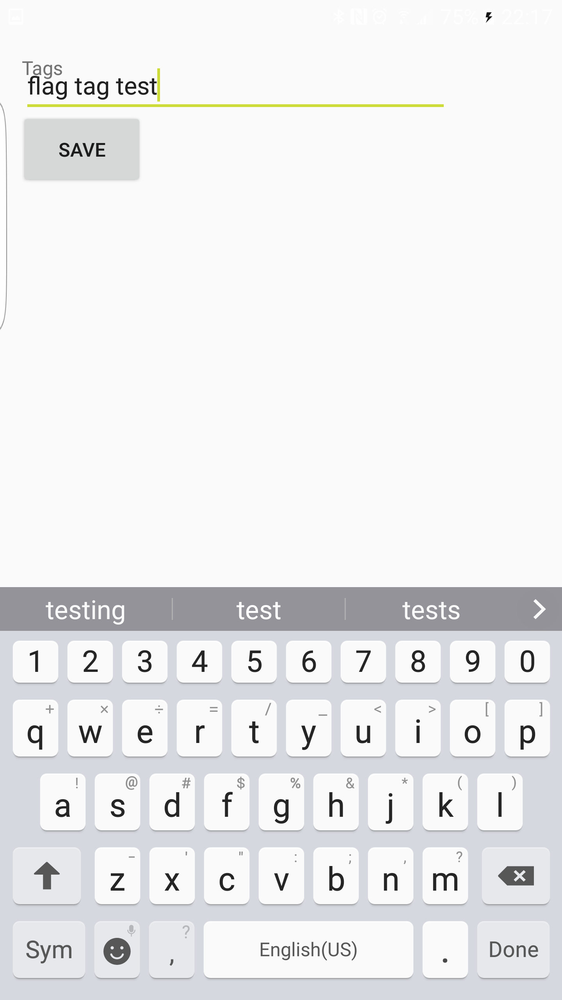 75% 22:17
Tags
flag tag test
SAVE
testing test tests
1 2 3 4 5 6 7 8 9 0
+ × ÷ = / _ < > [ ]
q w e r t y u i o p
! @ # $ % & * ( )
a s d f g h j k l
- ' " : ; , ?
z x c v b n m
?
Sym , English(US) . Done